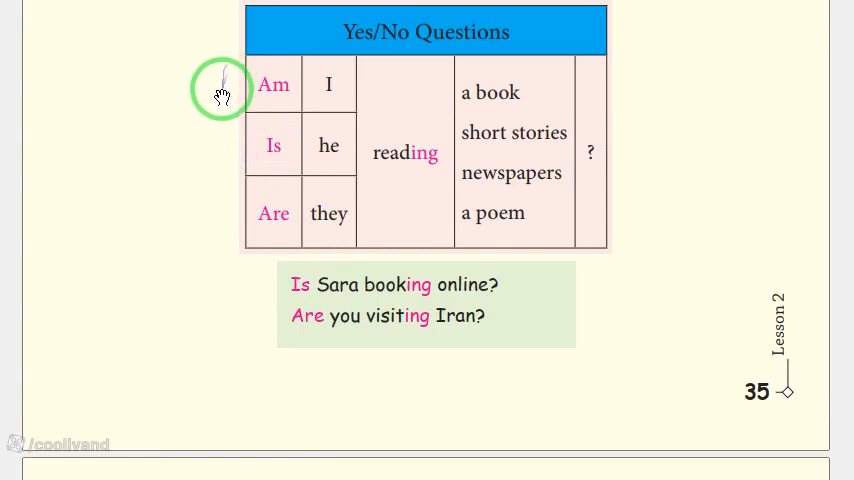 Yes/No Questions
Am I
Is he
Are they
reading
a book
short stories
newspapers
a poem
?
Is Sara booking online?
Are you visiting Iran?
Lesson 2
35
/coolivand